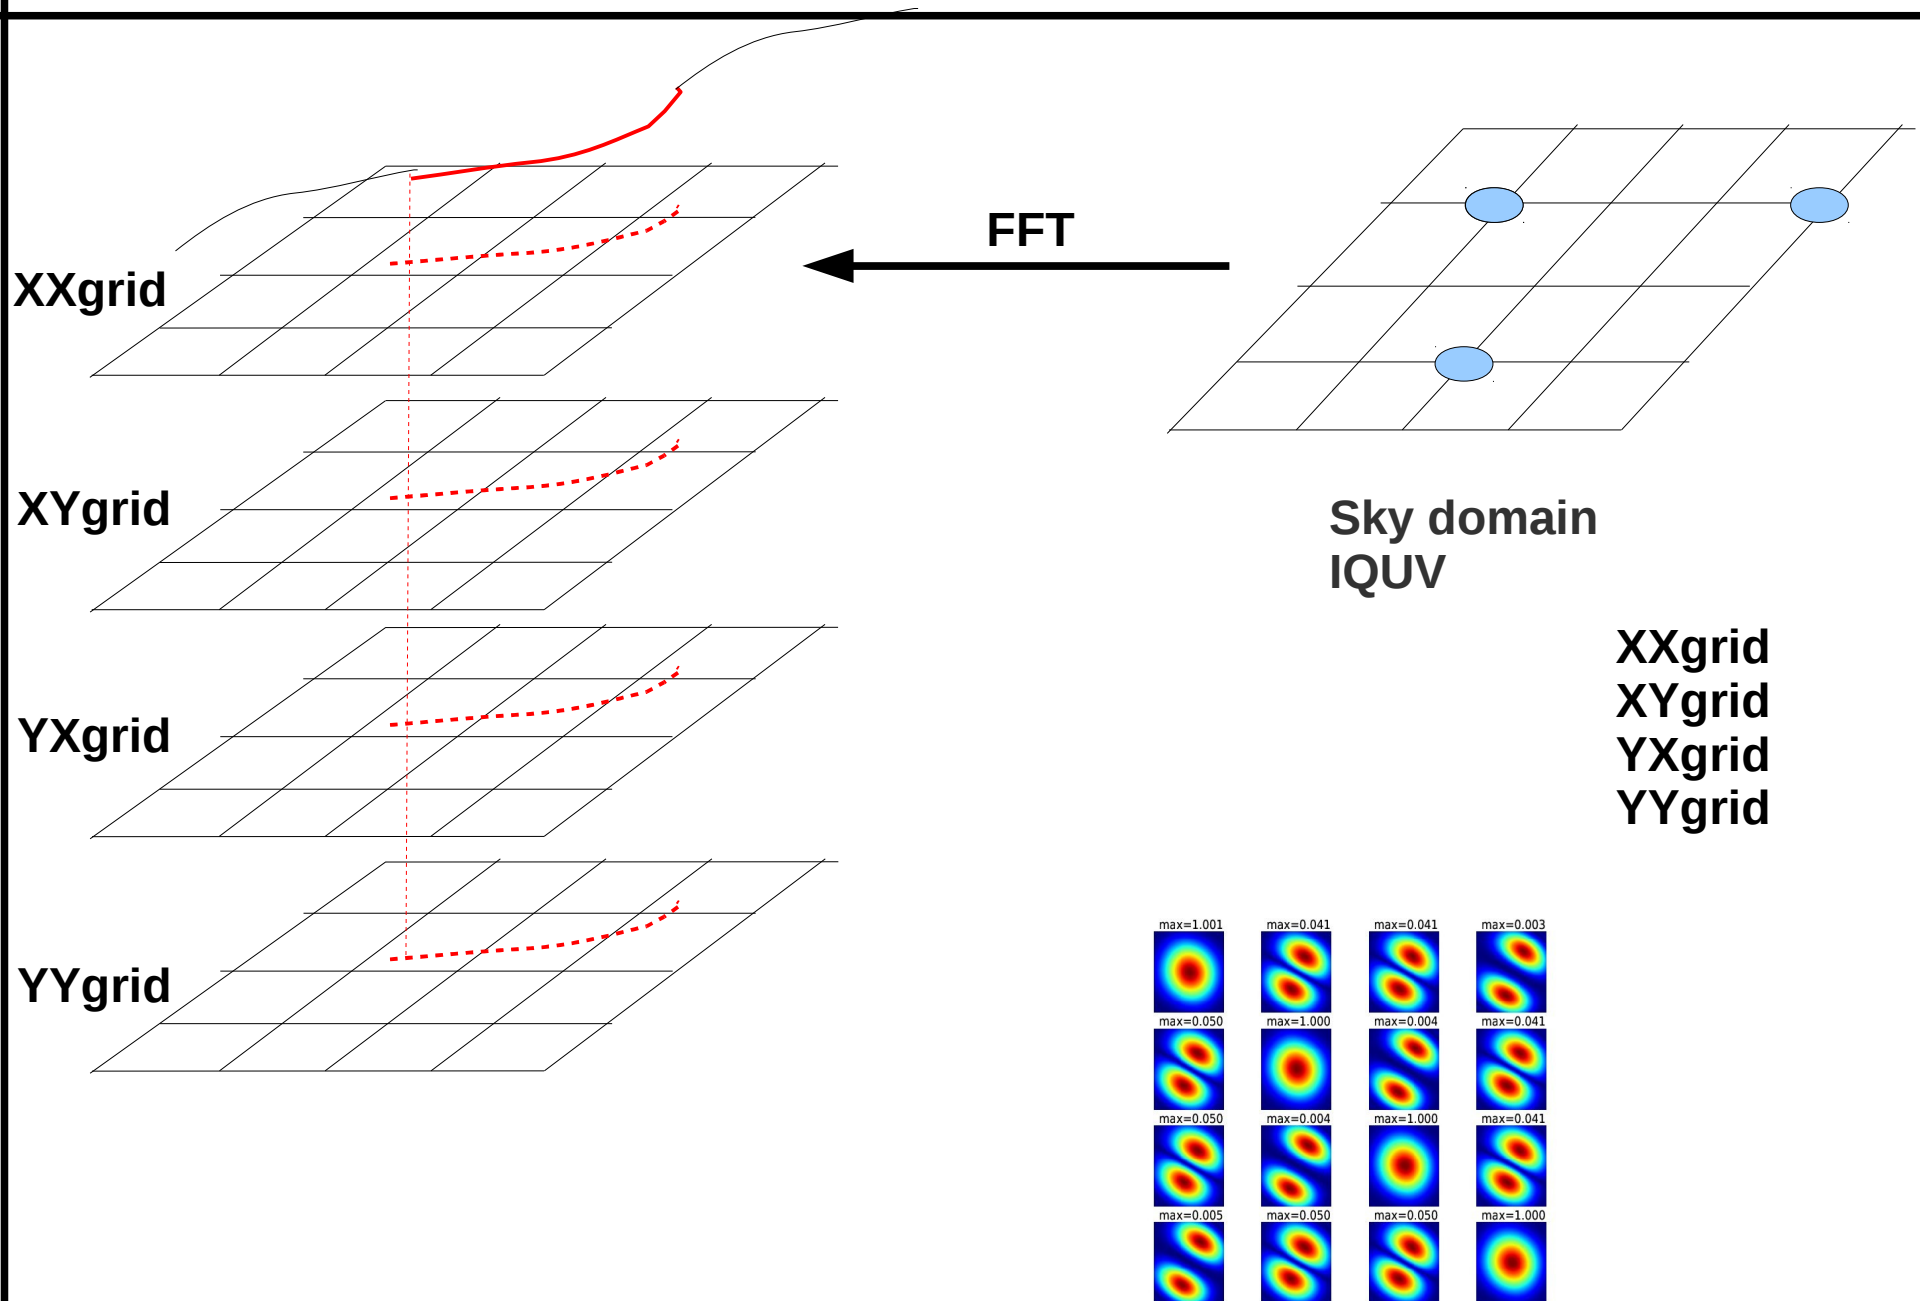 FFT
XXgrid
XYgrid
YXgrid
YYgrid
Sky domain
IQUV
XXgrid
XYgrid
YXgrid
YYgrid
max=1.001 max=0.041 max=0.041 max=0.003
max=0.050 max=1.000 max=0.004 max=0.041
max=0.050 max=0.004 max=1.000 max=0.041
max=0.005 max=0.050 max=0.050 max=1.000